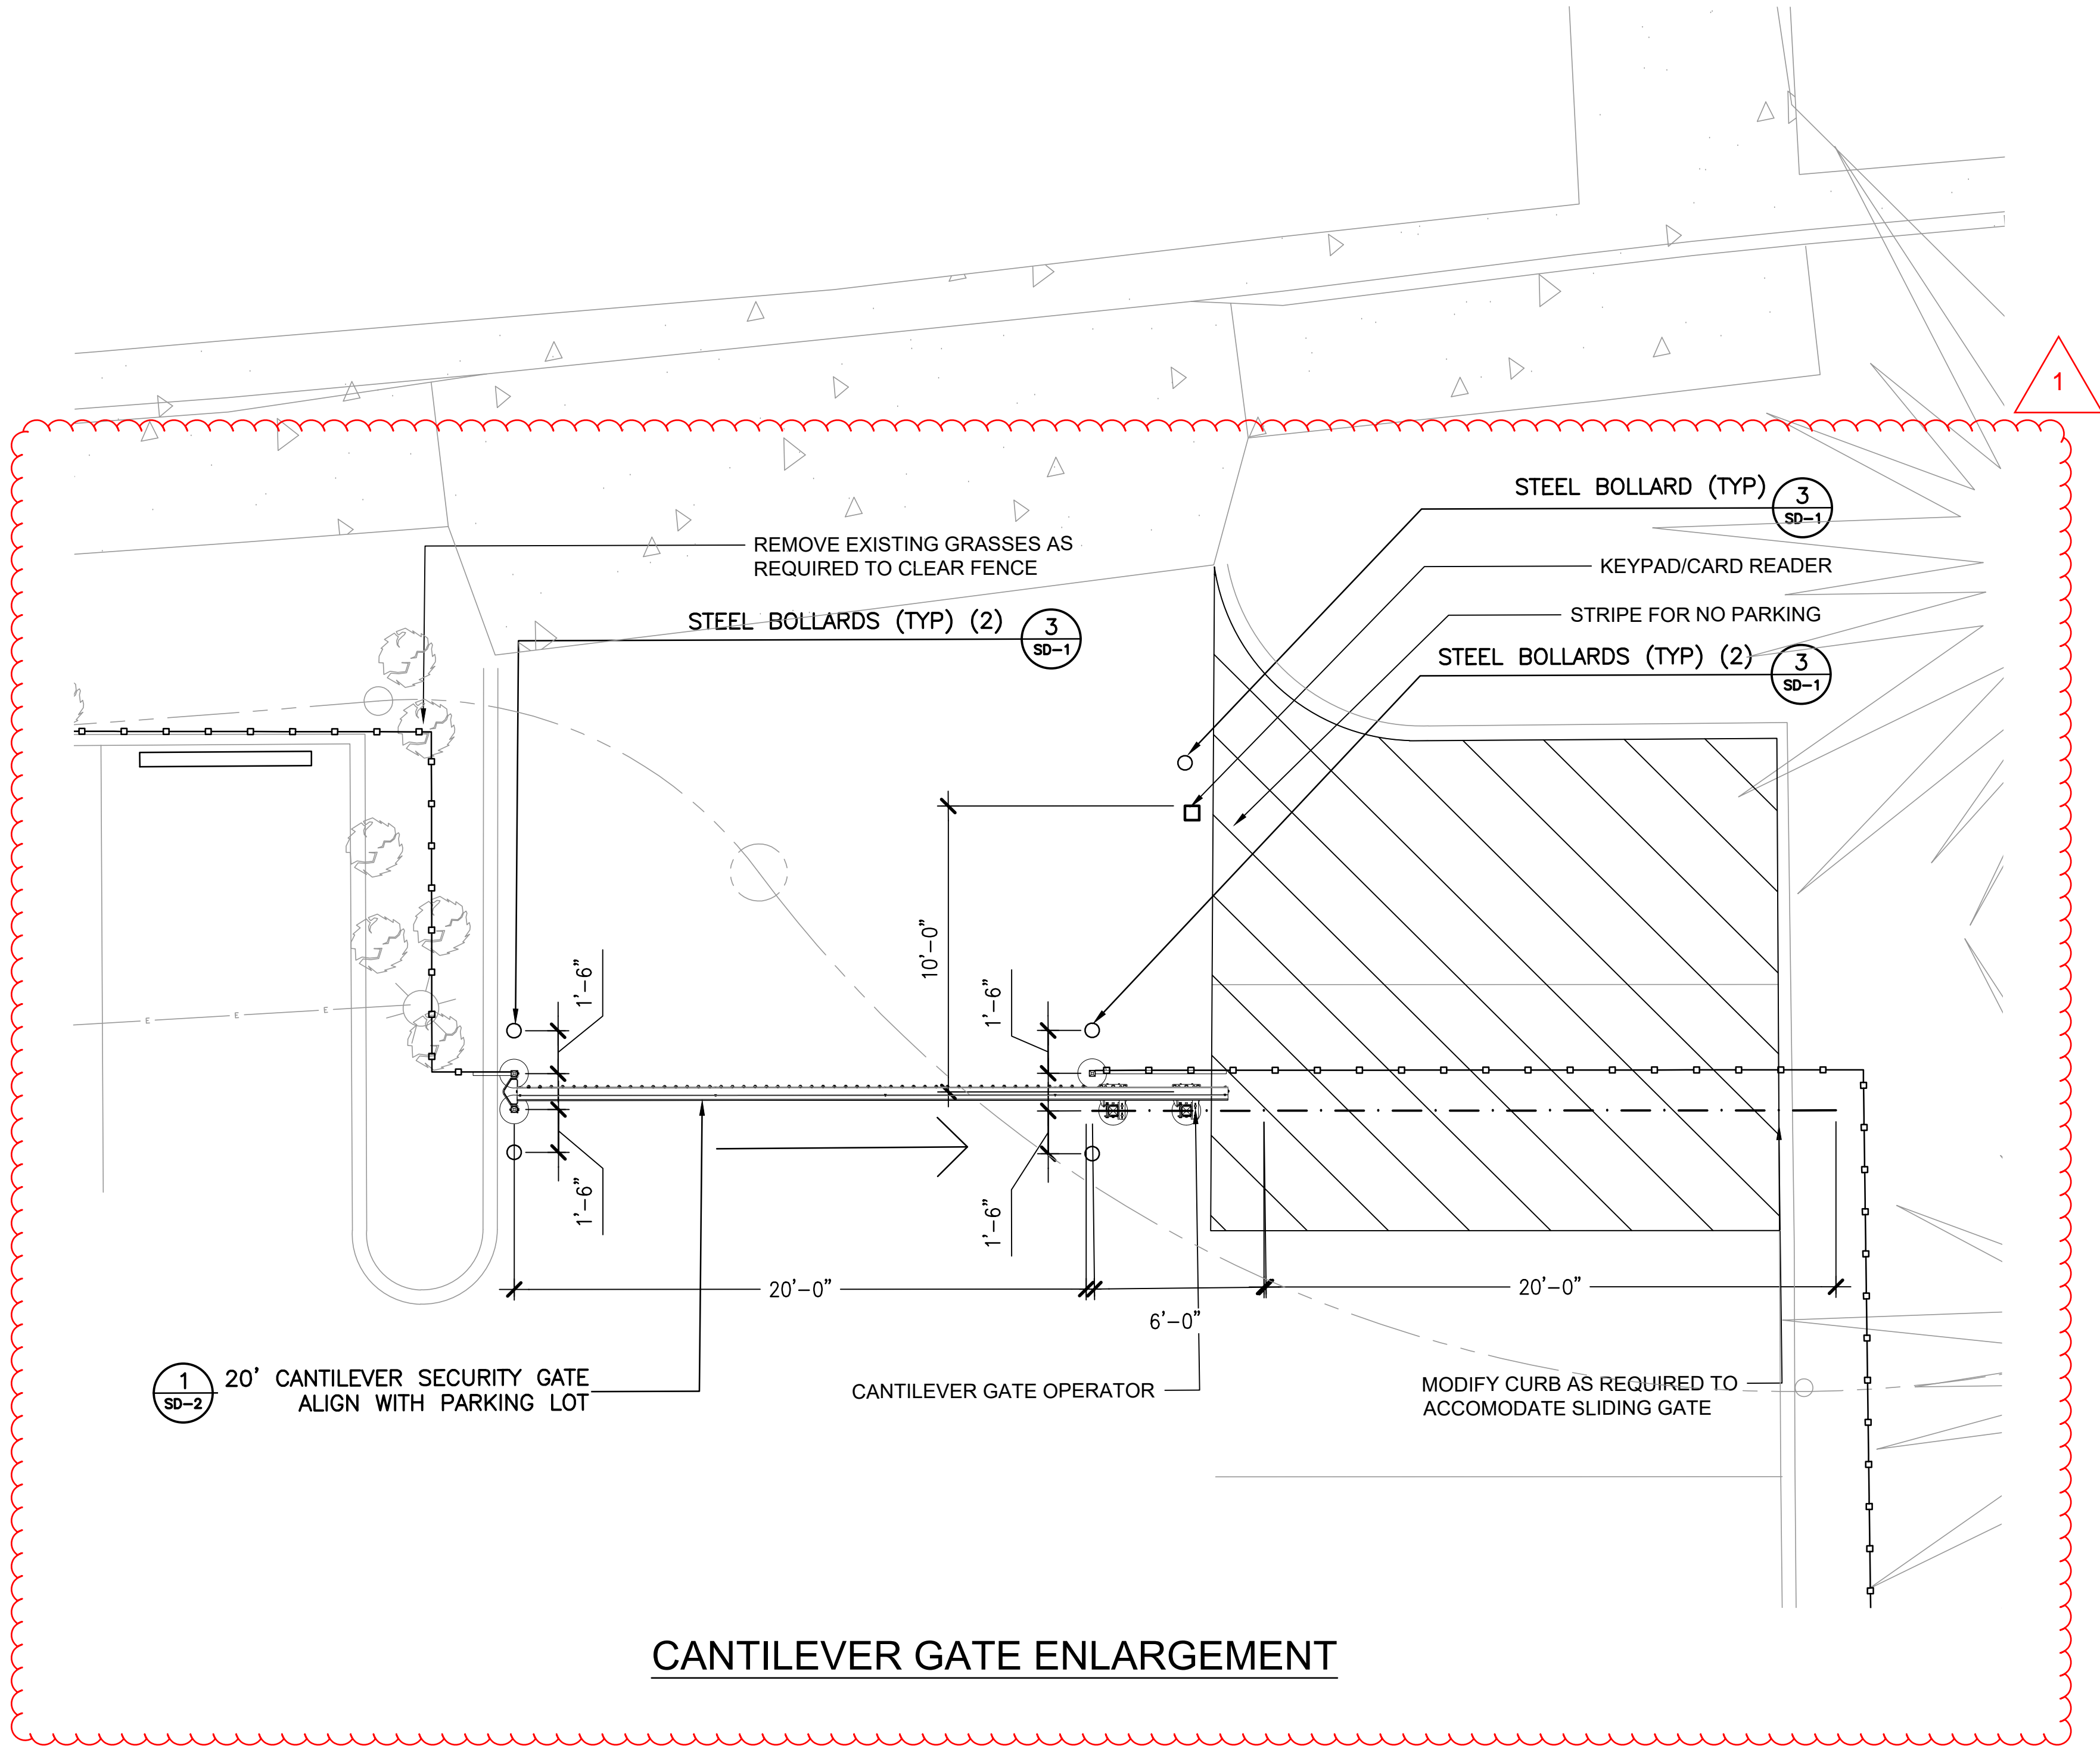 1
STEEL BOLLARD (TYP)
3
SD-1
REMOVE EXISTING GRASSES AS
REQUIRED TO CLEAR FENCE
KEYPAD/CARD READER
STEEL BOLLARDS (TYP) (2)
3
SD-1
STRIPE FOR NO PARKING
STEEL BOLLARDS (TYP) (2)
3
SD-1
10'-0"
1'-6"
1'-6"
E
E
E
1'-6"
1'-6"
20'-0"
6'-0"
20'-0"
1
SD-2
20' CANTILEVER SECURITY GATE
ALIGN WITH PARKING LOT
CANTILEVER GATE OPERATOR
MODIFY CURB AS REQUIRED TO
ACCOMODATE SLIDING GATE
CANTILEVER GATE ENLARGEMENT